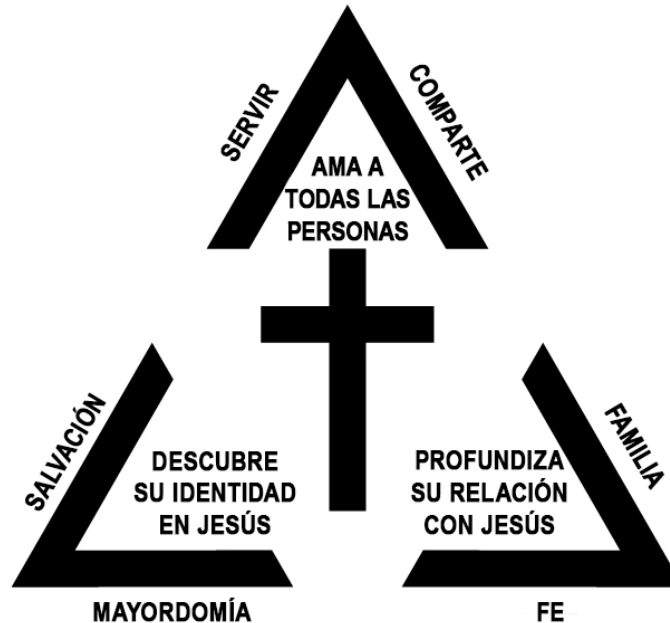 SERVIR
COMPARTE
AMA A
TODAS LAS
PERSONAS
SALVACIÓN
DESCUBRE
SU IDENTIDAD
EN JESÚS
PROFUNDIZA
SU RELACIÓN
CON JESÚS
FAMILIA
MAYORDOMÍA
FE